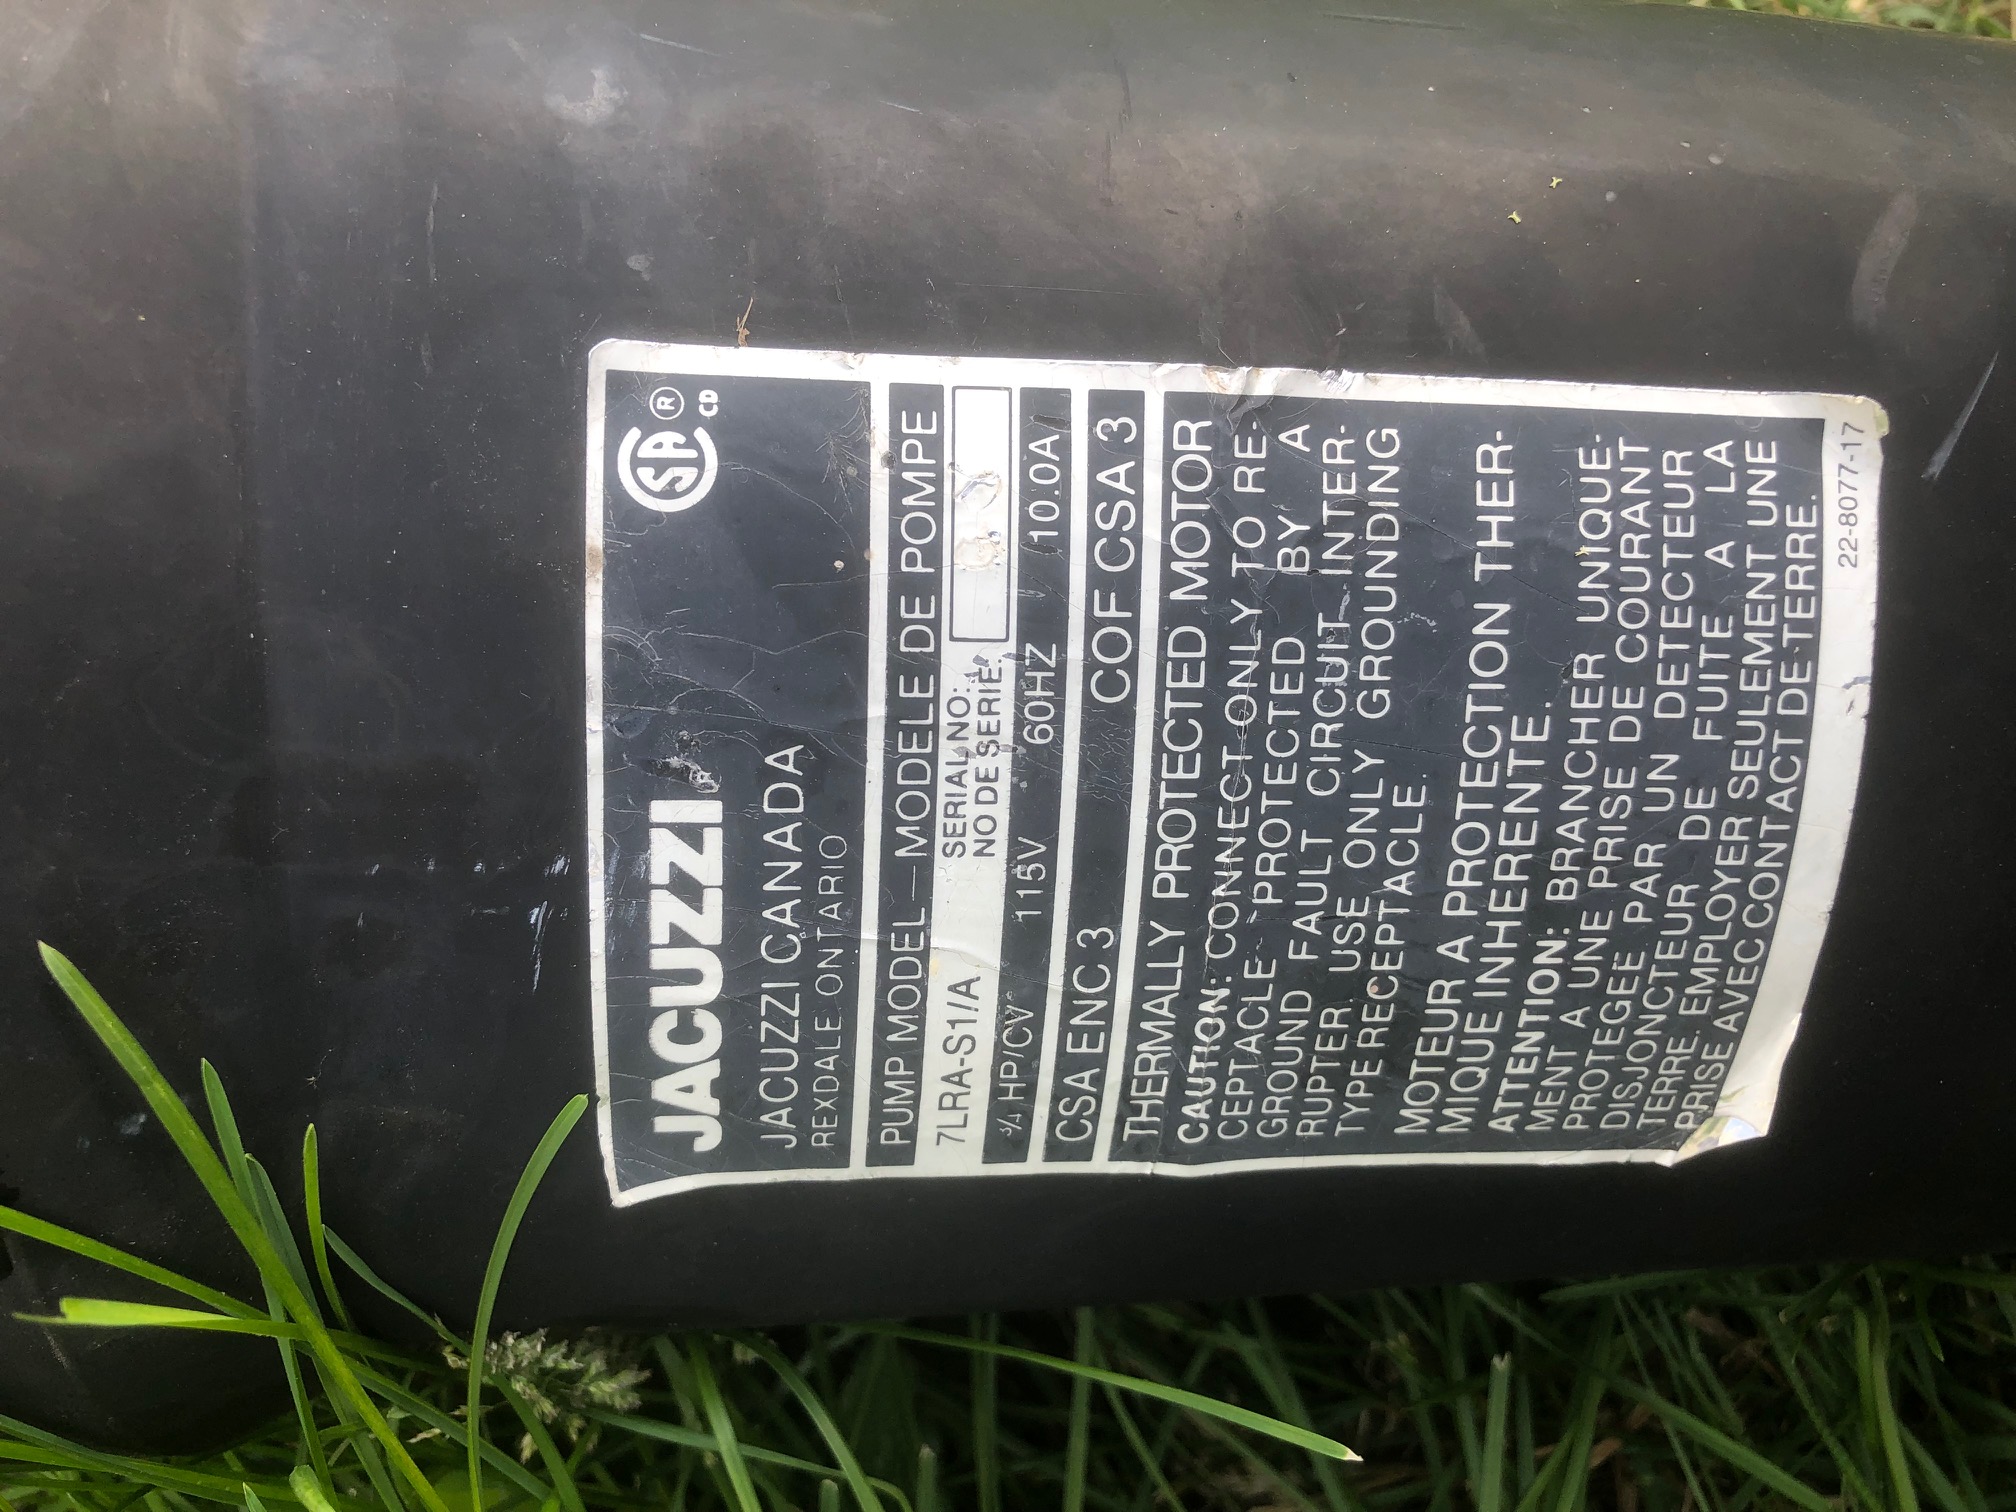 JACUZZI
SA ® CD
JACUZZI CANADA
REXDALE ONTARIO
PUMP MODEL—MODELE DE POMPE
7LRA-S1/A SERIAL NO:
NO DE SERIE:
¾ HP/CV 115V 60HZ 10.0A
CSA ENC 3 COF CSA 3
THERMALLY PROTECTED MOTOR
CAUTION: CONNECT ONLY TO RE-
CEPTACLE PROTECTED BY A
GROUND FAULT CIRCUIT INTER-
RUPTER. USE ONLY GROUNDING
TYPE RECEPTACLE.
MOTEUR A PROTECTION THER-
MIQUE INHERENTE.
ATTENTION: BRANCHER UNIQUE-
MENT A UNE PRISE DE COURANT
PROTEGEE PAR UN DETECTEUR
DISJONCTEUR DE FUITE A LA
TERRE. EMPLOYER SEULEMENT UNE
PRISE AVEC CONTACT DE TERRE.
22-8077-17